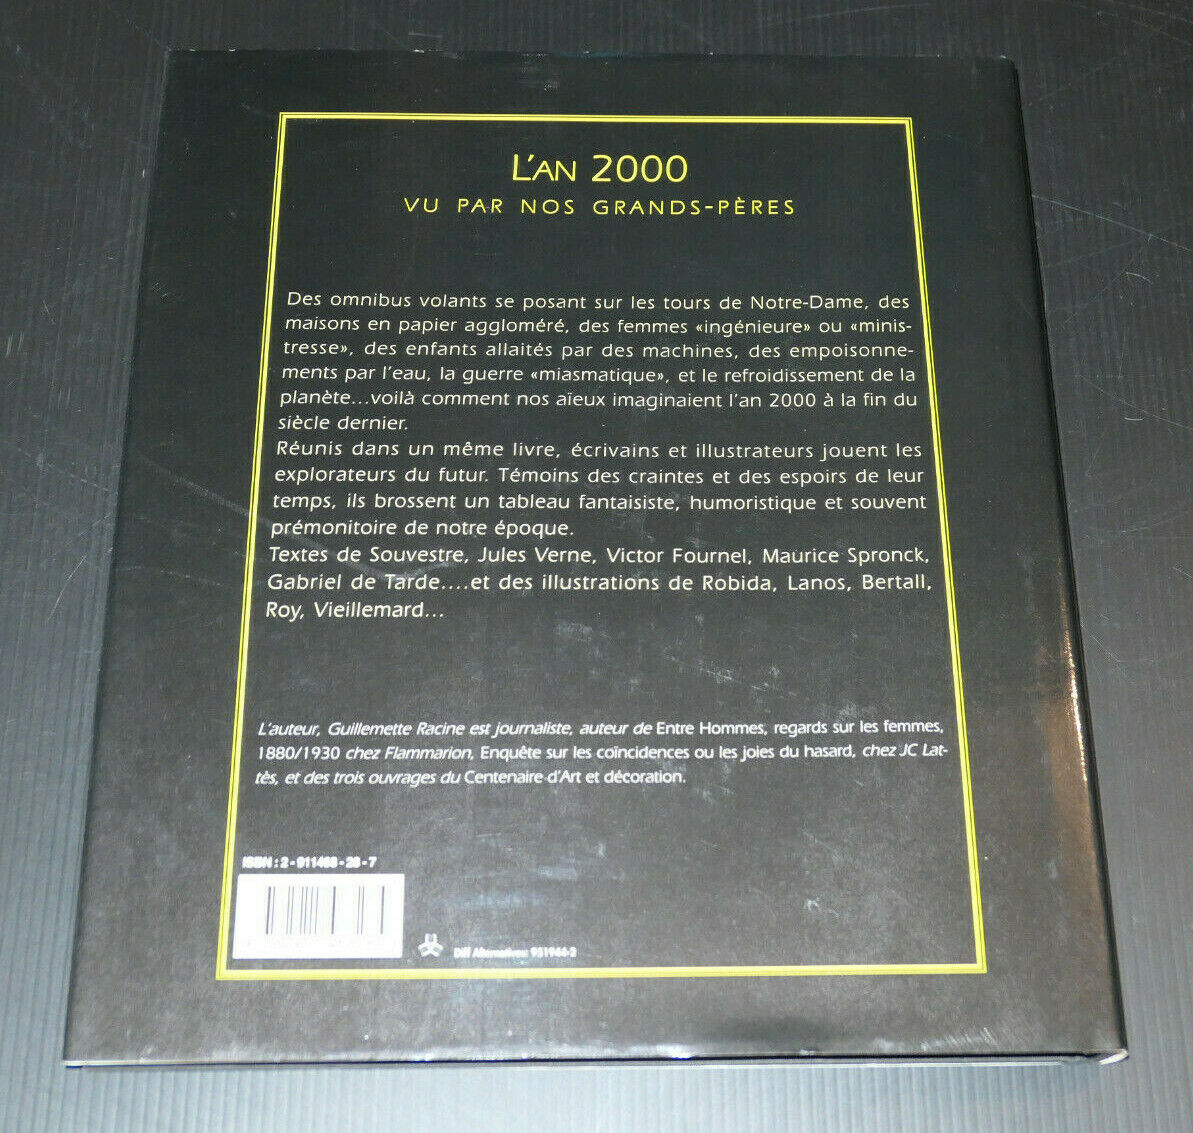 L'AN 2000
VU PAR NOS GRANDS-PÈRES
Des omnibus volants se posant sur les tours de Notre-Dame, des
maisons en papier aggloméré, des femmes «ingénieure» ou «minis-
tresse», des enfants allaités par des machines, des empoisonne-
ments par l'eau, la guerre «miasmatique», et le refroidissement de la
planète...voilà comment nos aïeux imaginaient l'an 2000 à la fin du
siècle dernier.
Réunis dans un même livre, écrivains et illustrateurs jouent les
explorateurs du futur. Témoins des craintes et des espoirs de leur
temps, ils brossent un tableau fantaisiste, humoristique et souvent
prémonitoire de notre époque.
Textes de Souvestre, Jules Verne, Victor Fournel, Maurice Spronck,
Gabriel de Tarde....et des illustrations de Robida, Lanos, Bertall,
Roy, Vieillemard...
L'auteur, Guillemette Racine est journaliste, auteur de Entre Hommes, regards sur les femmes,
1880/1930 chez Flammarion, Enquête sur les coïncidences ou les joies du hasard, chez JC Lat-
tès, et des trois ouvrages du Centenaire d'Art et décoration.
ISBN : 2-911468-26-7
Diff Alternatives: 951944-2